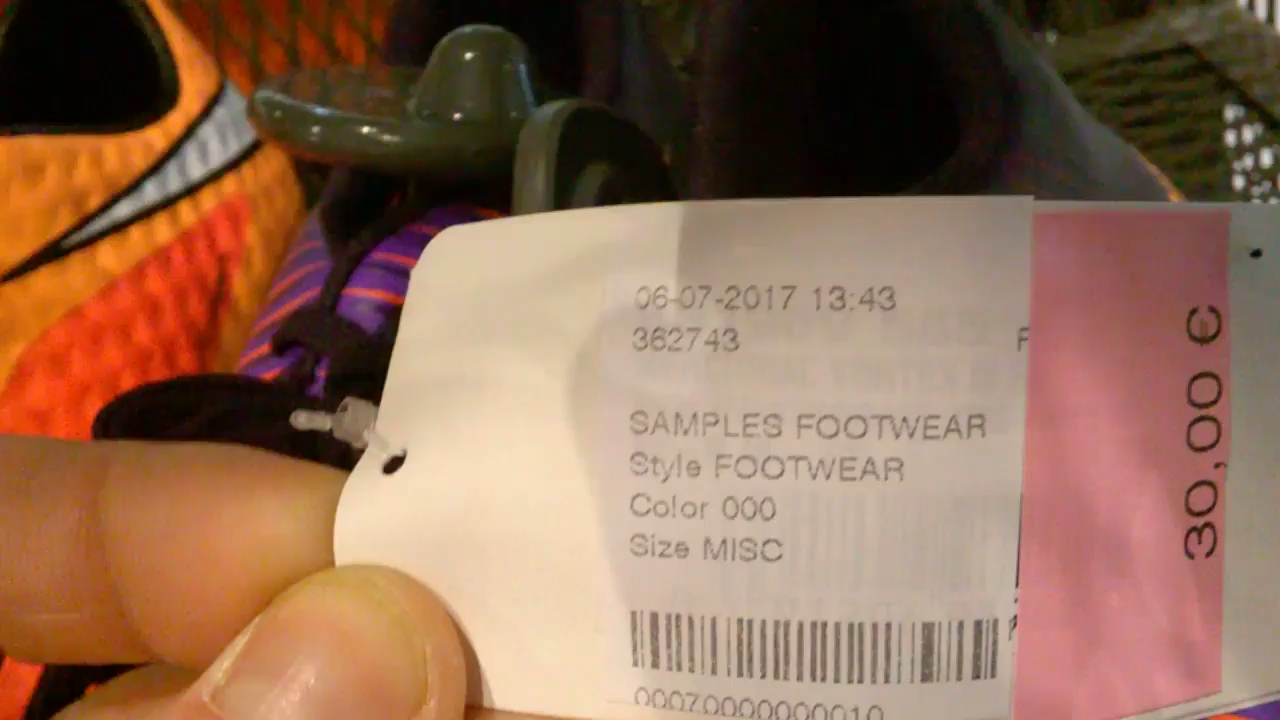 06-07-2017 13:43
362743
SAMPLES FOOTWEAR
Style FOOTWEAR
Color 000
Size MISC
30,00 €